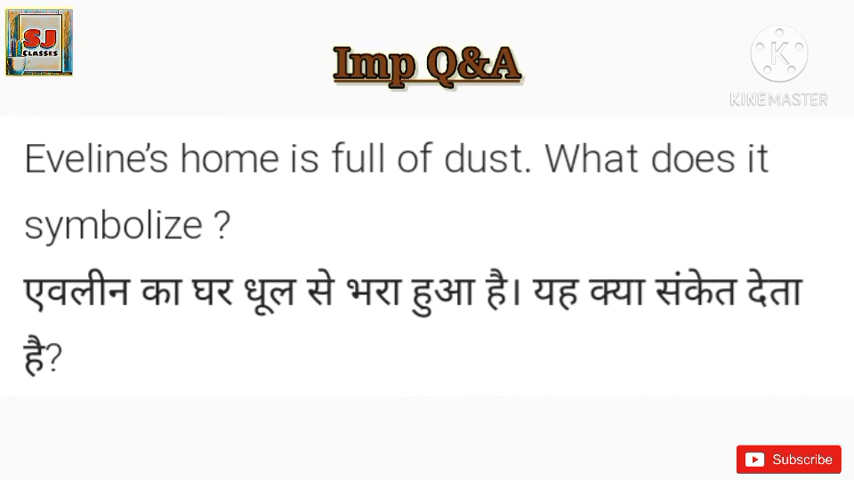 SJ
CLASSES
Imp Q&A
KINEMASTER
Eveline's home is full of dust. What does it
symbolize ?
एवलीन का घर धूल से भरा हुआ है। यह क्या संकेत देता
है?
Subscribe